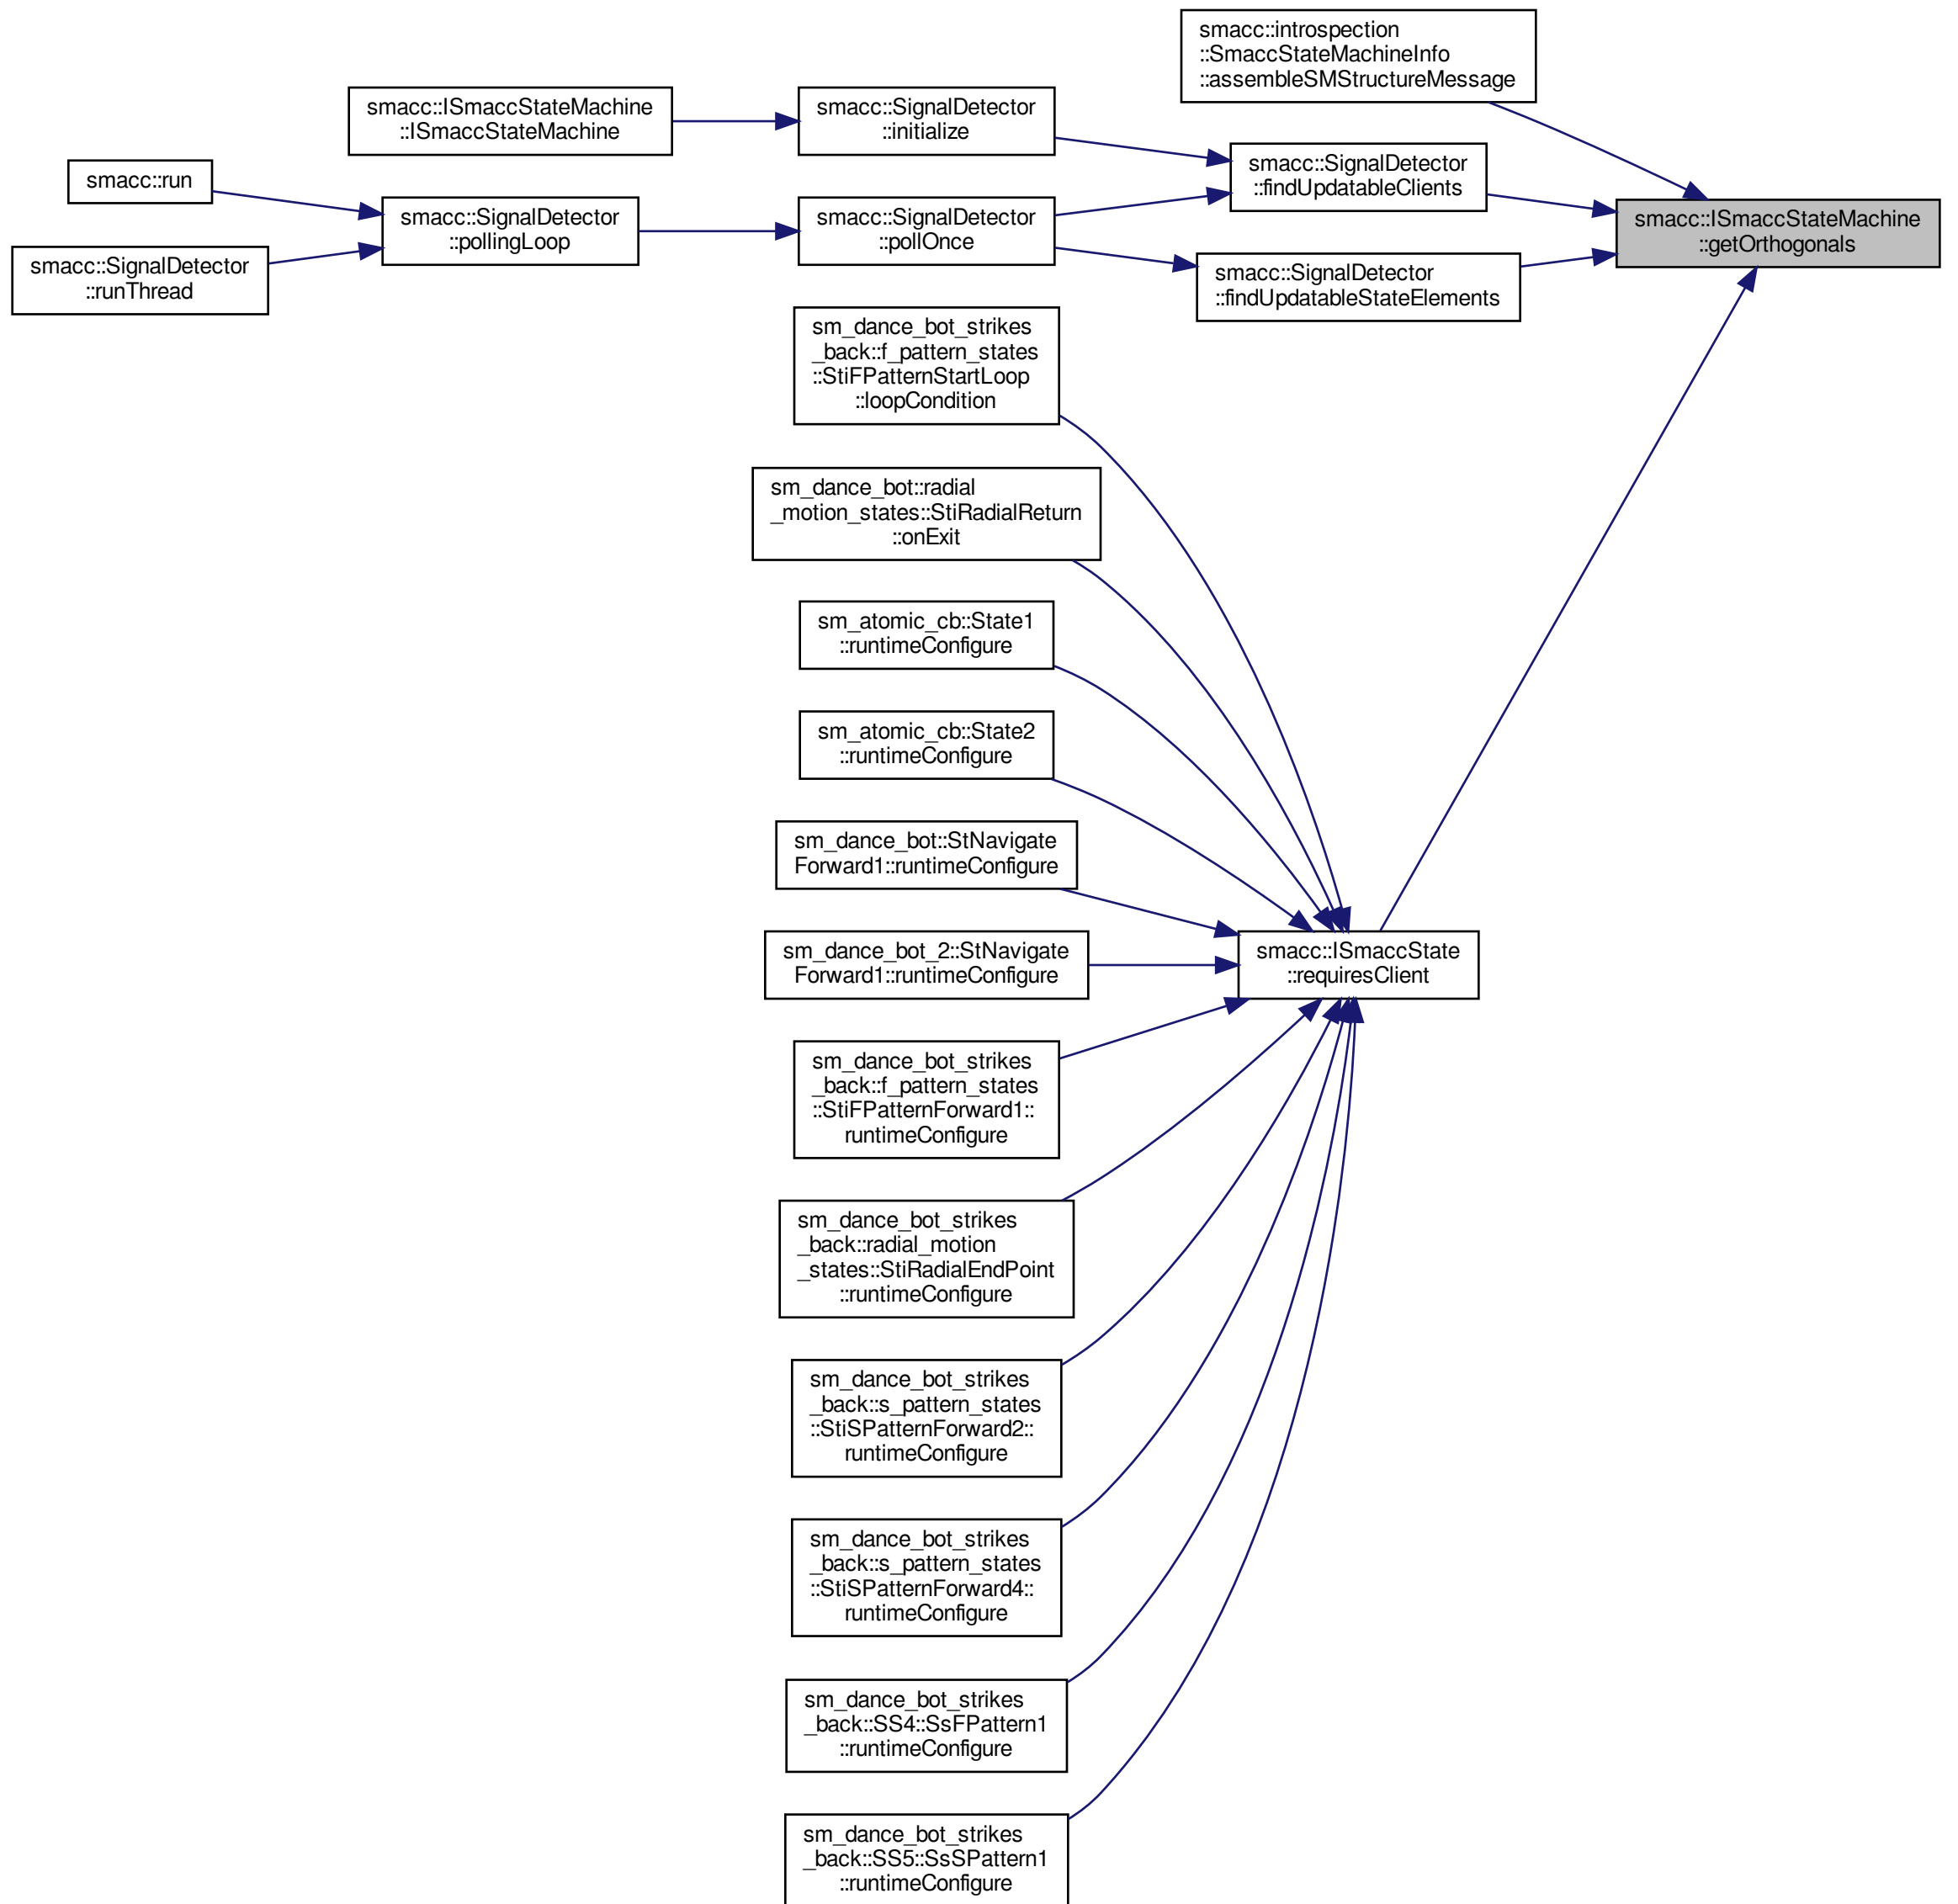 smacc::introspection
::SmaccStateMachineInfo
::assembleSMStructureMessage
smacc::ISmaccStateMachine
::ISmaccStateMachine
smacc::SignalDetector
::initialize
smacc::SignalDetector
::findUpdatableClients
smacc::run
smacc::SignalDetector
::pollingLoop
smacc::SignalDetector
::pollOnce
smacc::ISmaccStateMachine
::getOrthogonals
smacc::SignalDetector
::runThread
smacc::SignalDetector
::findUpdatableStateElements
sm_dance_bot_strikes
_back::f_pattern_states
::StiFPatternStartLoop
::loopCondition
sm_dance_bot::radial
_motion_states::StiRadialReturn
::onExit
sm_atomic_cb::State1
::runtimeConfigure
sm_atomic_cb::State2
::runtimeConfigure
sm_dance_bot::StNavigate
Forward1::runtimeConfigure
sm_dance_bot_2::StNavigate
Forward1::runtimeConfigure
smacc::ISmaccState
::requiresClient
sm_dance_bot_strikes
_back::f_pattern_states
::StiFPatternForward1::
runtimeConfigure
sm_dance_bot_strikes
_back::radial_motion
_states::StiRadialEndPoint
::runtimeConfigure
sm_dance_bot_strikes
_back::s_pattern_states
::StiSPatternForward2::
runtimeConfigure
sm_dance_bot_strikes
_back::s_pattern_states
::StiSPatternForward4::
runtimeConfigure
sm_dance_bot_strikes
_back::SS4::SsFPattern1
::runtimeConfigure
sm_dance_bot_strikes
_back::SS5::SsSPattern1
::runtimeConfigure